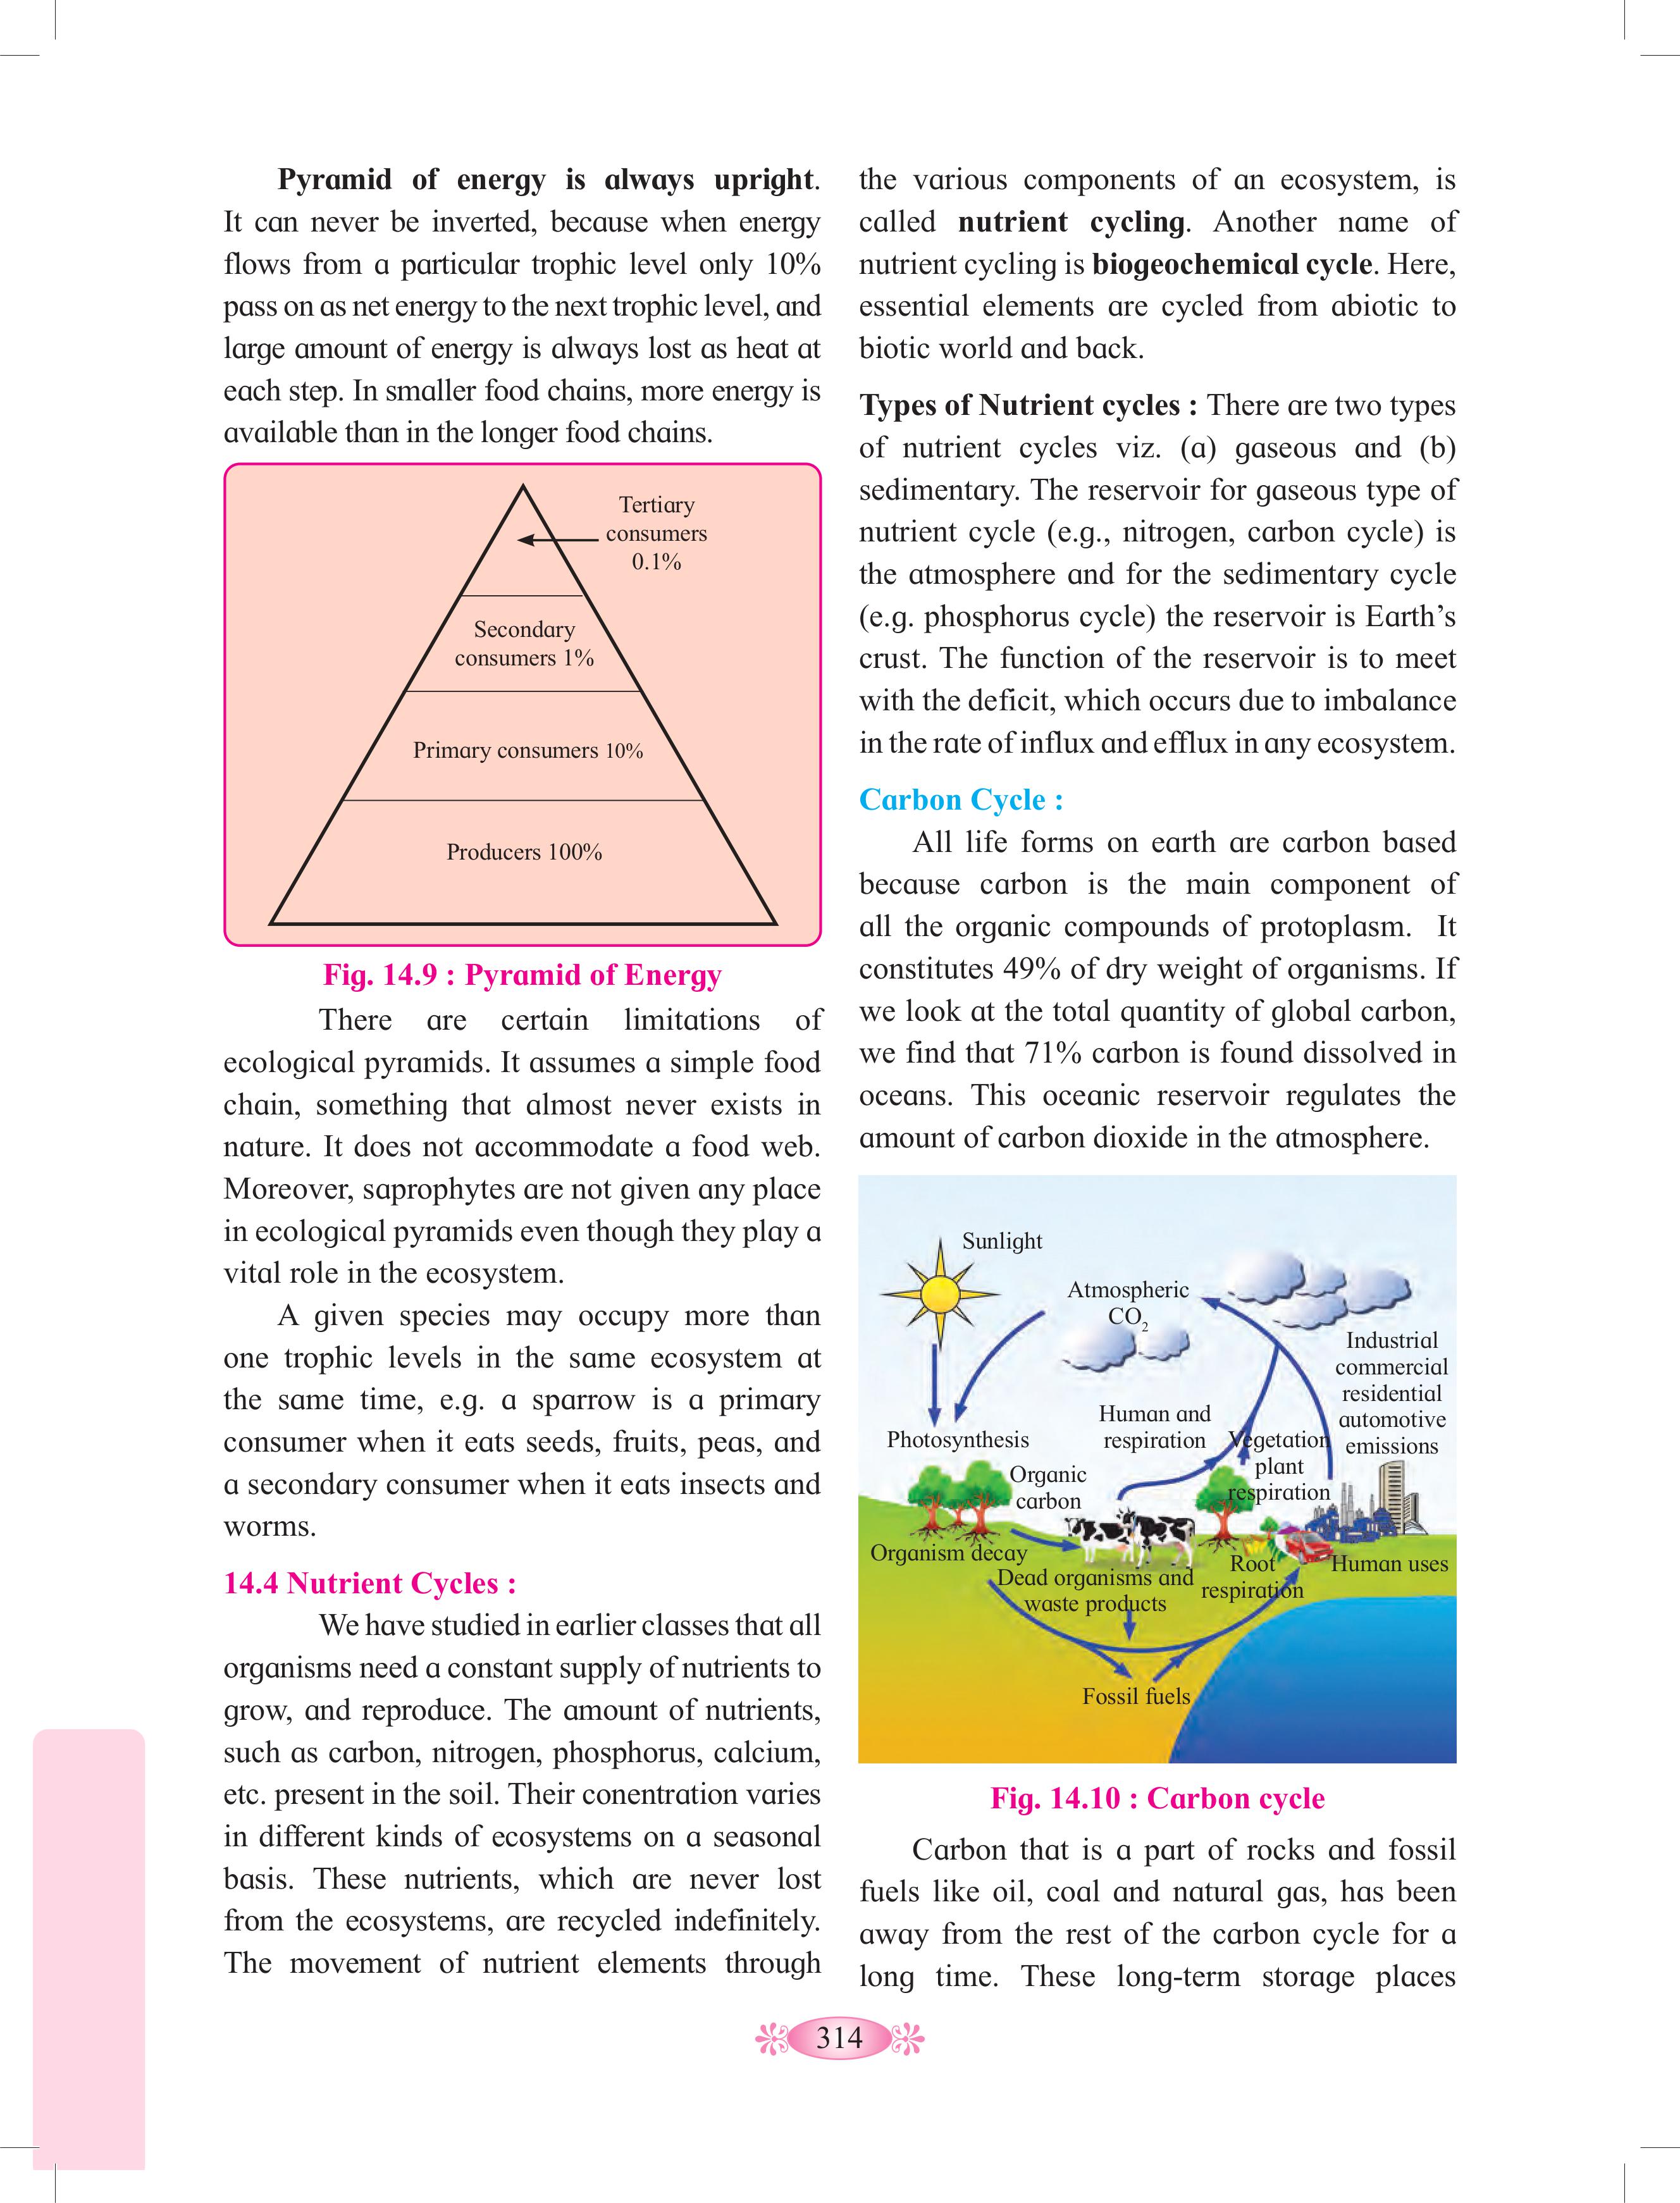 Pyramid of energy is always upright.
It can never be inverted, because when energy
flows from a particular trophic level only 10%
pass on as net energy to the next trophic level, and
large amount of energy is always lost as heat at
each step. In smaller food chains, more energy is
available than in the longer food chains.
Tertiary
consumers
0.1%
Secondary
consumers 1%
Primary consumers 10%
Producers 100%
Fig. 14.9 : Pyramid of Energy
There are certain limitations of
ecological pyramids. It assumes a simple food
chain, something that almost never exists in
nature. It does not accommodate a food web.
Moreover, saprophytes are not given any place
in ecological pyramids even though they play a
vital role in the ecosystem.
A given species may occupy more than
one trophic levels in the same ecosystem at
the same time, e.g. a sparrow is a primary
consumer when it eats seeds, fruits, peas, and
a secondary consumer when it eats insects and
worms.
14.4 Nutrient Cycles :
We have studied in earlier classes that all
organisms need a constant supply of nutrients to
grow, and reproduce. The amount of nutrients,
such as carbon, nitrogen, phosphorus, calcium,
etc. present in the soil. Their conentration varies
in different kinds of ecosystems on a seasonal
basis. These nutrients, which are never lost
from the ecosystems, are recycled indefinitely.
The movement of nutrient elements through
the various components of an ecosystem, is
called nutrient cycling. Another name of
nutrient cycling is biogeochemical cycle. Here,
essential elements are cycled from abiotic to
biotic world and back.
Types of Nutrient cycles : There are two types
of nutrient cycles viz. (a) gaseous and (b)
sedimentary. The reservoir for gaseous type of
nutrient cycle (e.g., nitrogen, carbon cycle) is
the atmosphere and for the sedimentary cycle
(e.g. phosphorus cycle) the reservoir is Earth’s
crust. The function of the reservoir is to meet
with the deficit, which occurs due to imbalance
in the rate of influx and efflux in any ecosystem.
Carbon Cycle :
All life forms on earth are carbon based
because carbon is the main component of
all the organic compounds of protoplasm. It
constitutes 49% of dry weight of organisms. If
we look at the total quantity of global carbon,
we find that 71% carbon is found dissolved in
oceans. This oceanic reservoir regulates the
amount of carbon dioxide in the atmosphere.
Sunlight
Atmospheric
CO₂
Industrial
commercial
residential
automotive
emissions
Human and
respiration
Vegetation
plant
respiration
Photosynthesis
Organic
carbon
Organism decay
Dead organisms and
waste products
Root
respiration
Human uses
Fossil fuels
Fig. 14.10 : Carbon cycle
Carbon that is a part of rocks and fossil
fuels like oil, coal and natural gas, has been
away from the rest of the carbon cycle for a
long time. These long-term storage places
314